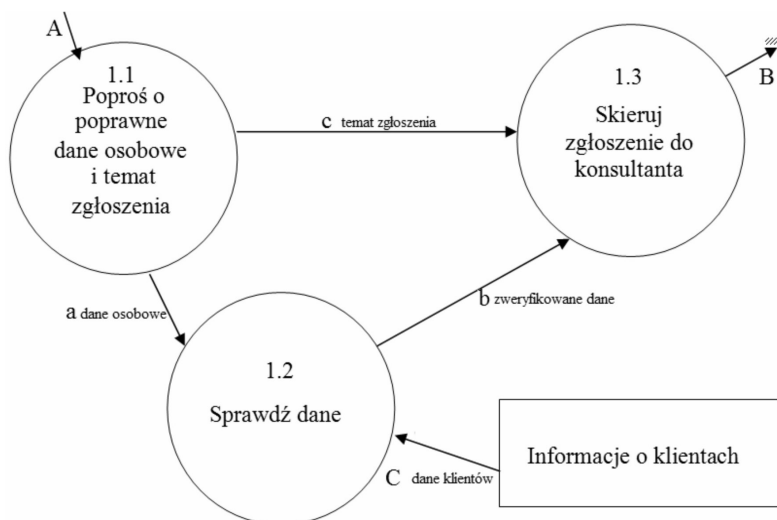 A
1.1
Poproś o
poprawne
dane osobowe
i temat
zgłoszenia
c temat zgłoszenia
1.3
Skieruj
zgłoszenie do
konsultanta
B
a dane osobowe
b zweryfikowane dane
1.2
Sprawdź dane
C dane klientów
Informacje o klientach